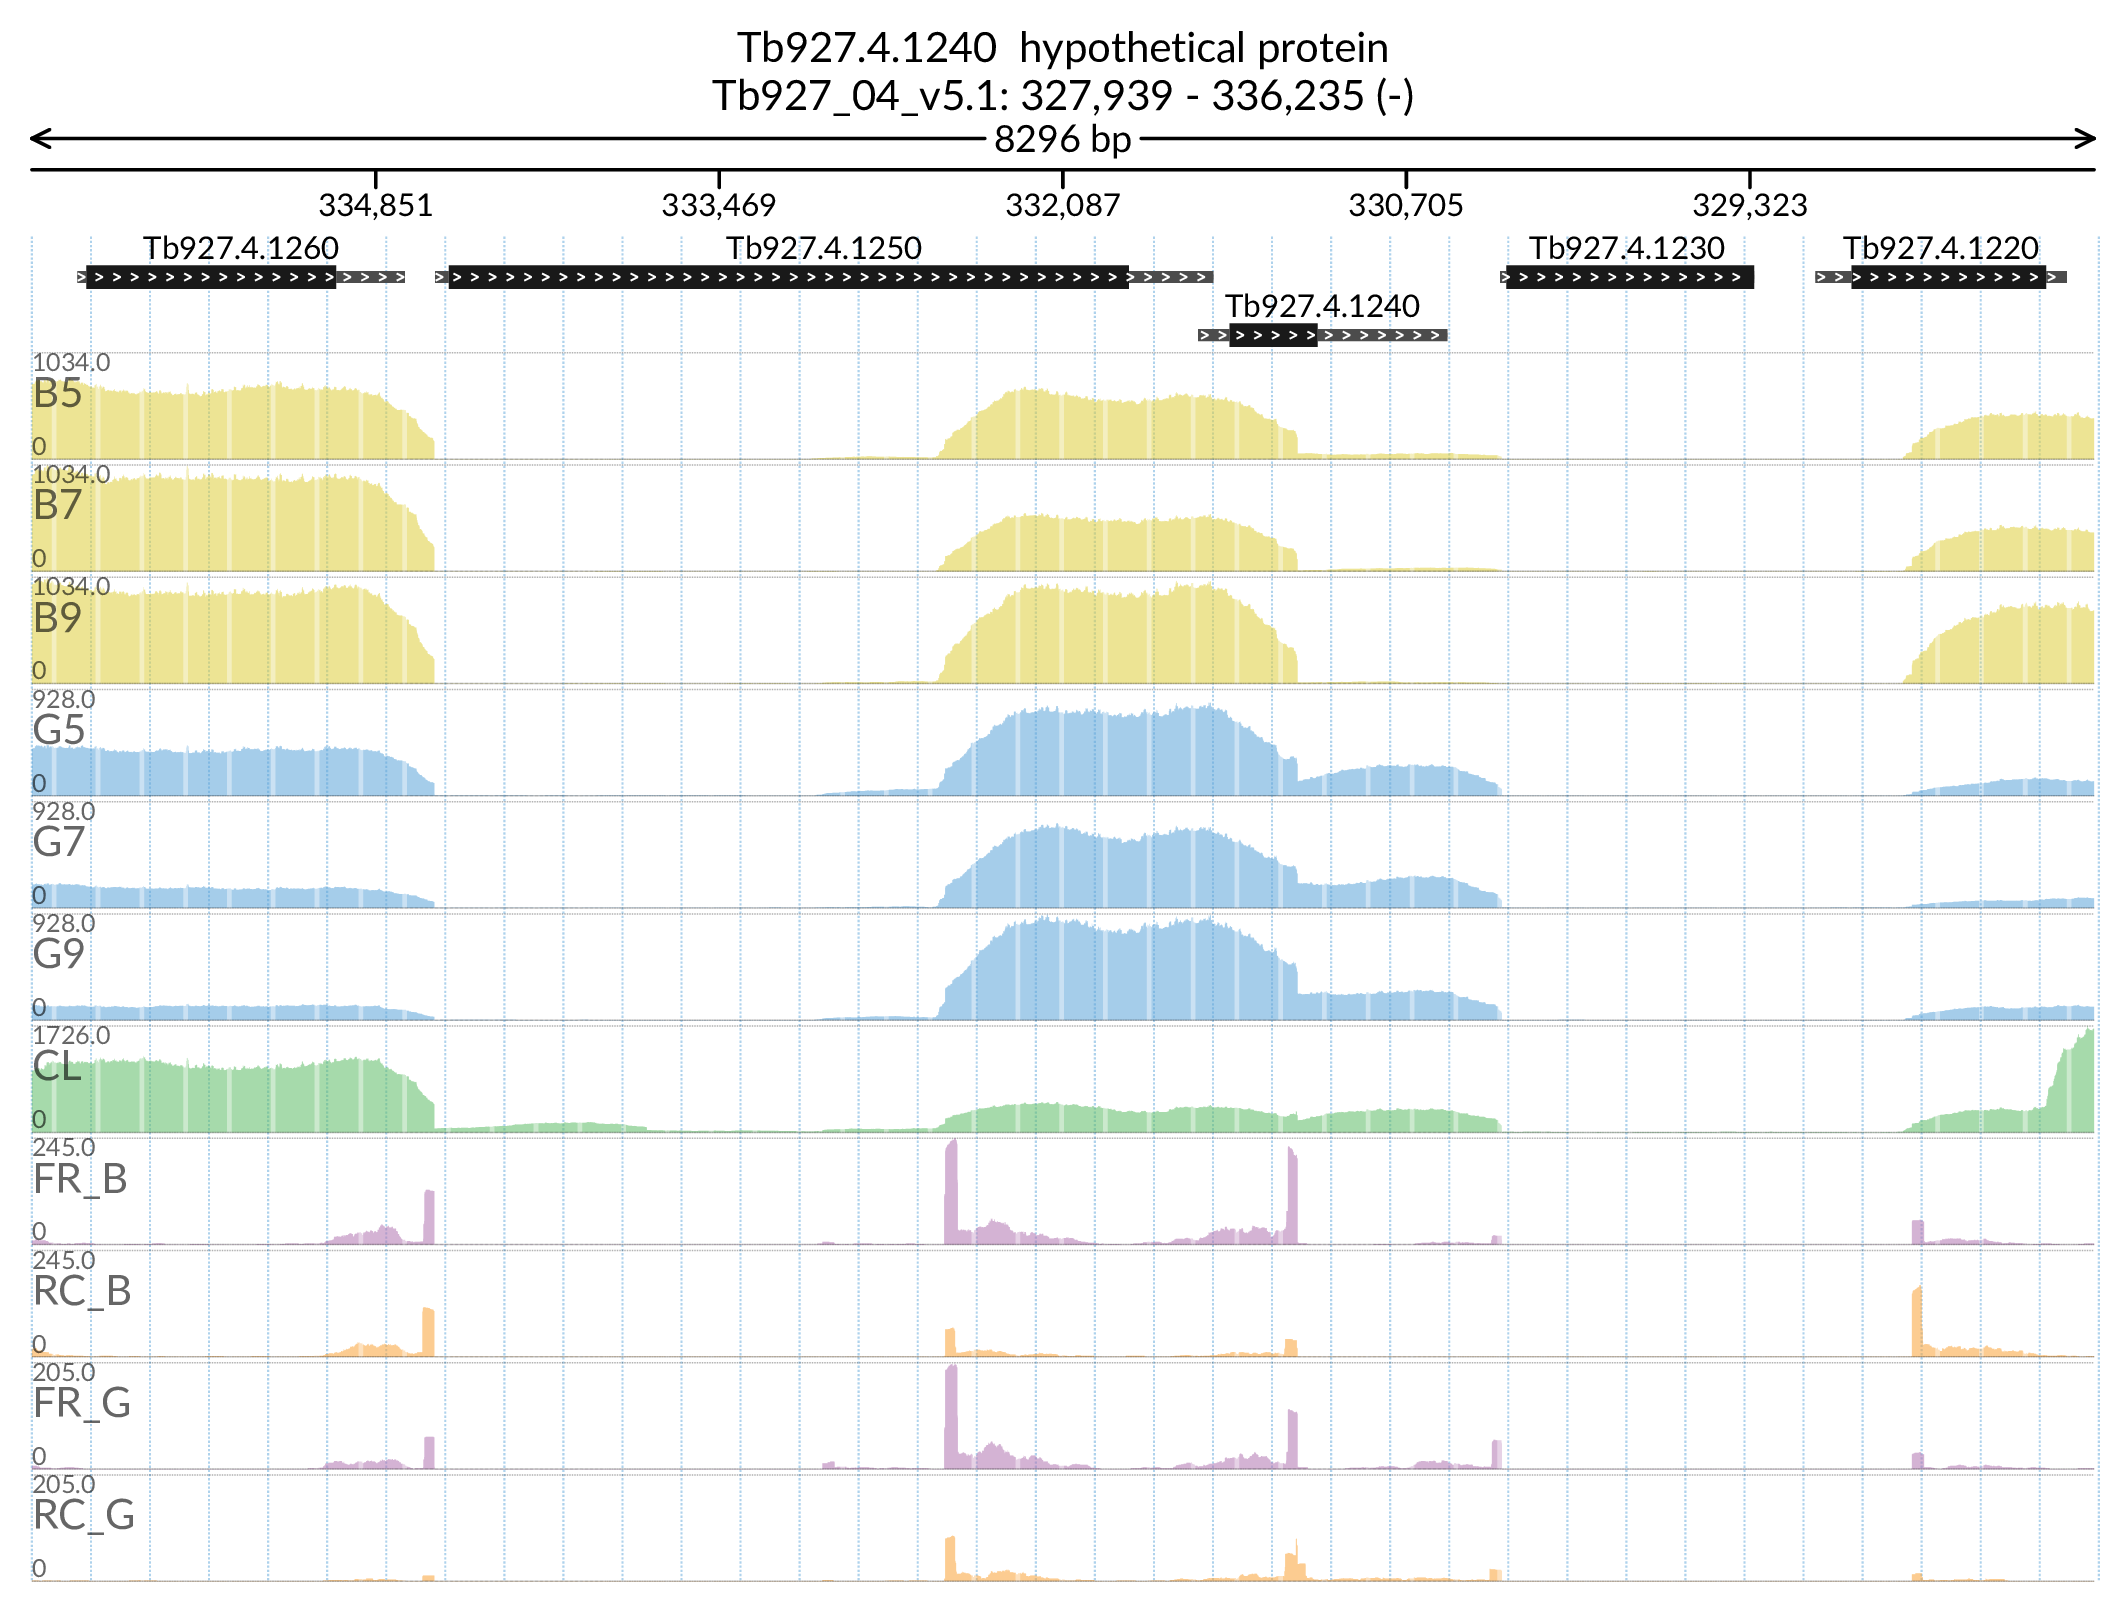 Tb927.4.1240  hypothetical protein
Tb927_04_v5.1: 327,939 - 336,235 (-)
8296 bp
334,851 333,469 332,087 330,705 329,323
Tb927.4.1260 Tb927.4.1250 Tb927.4.1230 Tb927.4.1220
Tb927.4.1240
1034.0
B5
0
1034.0
B7
0
1034.0
B9
0
928.0
G5
0
928.0
G7
0
928.0
G9
0
1726.0
CL
0
245.0
FR_B
0
245.0
RC_B
0
205.0
FR_G
0
205.0
RC_G
0